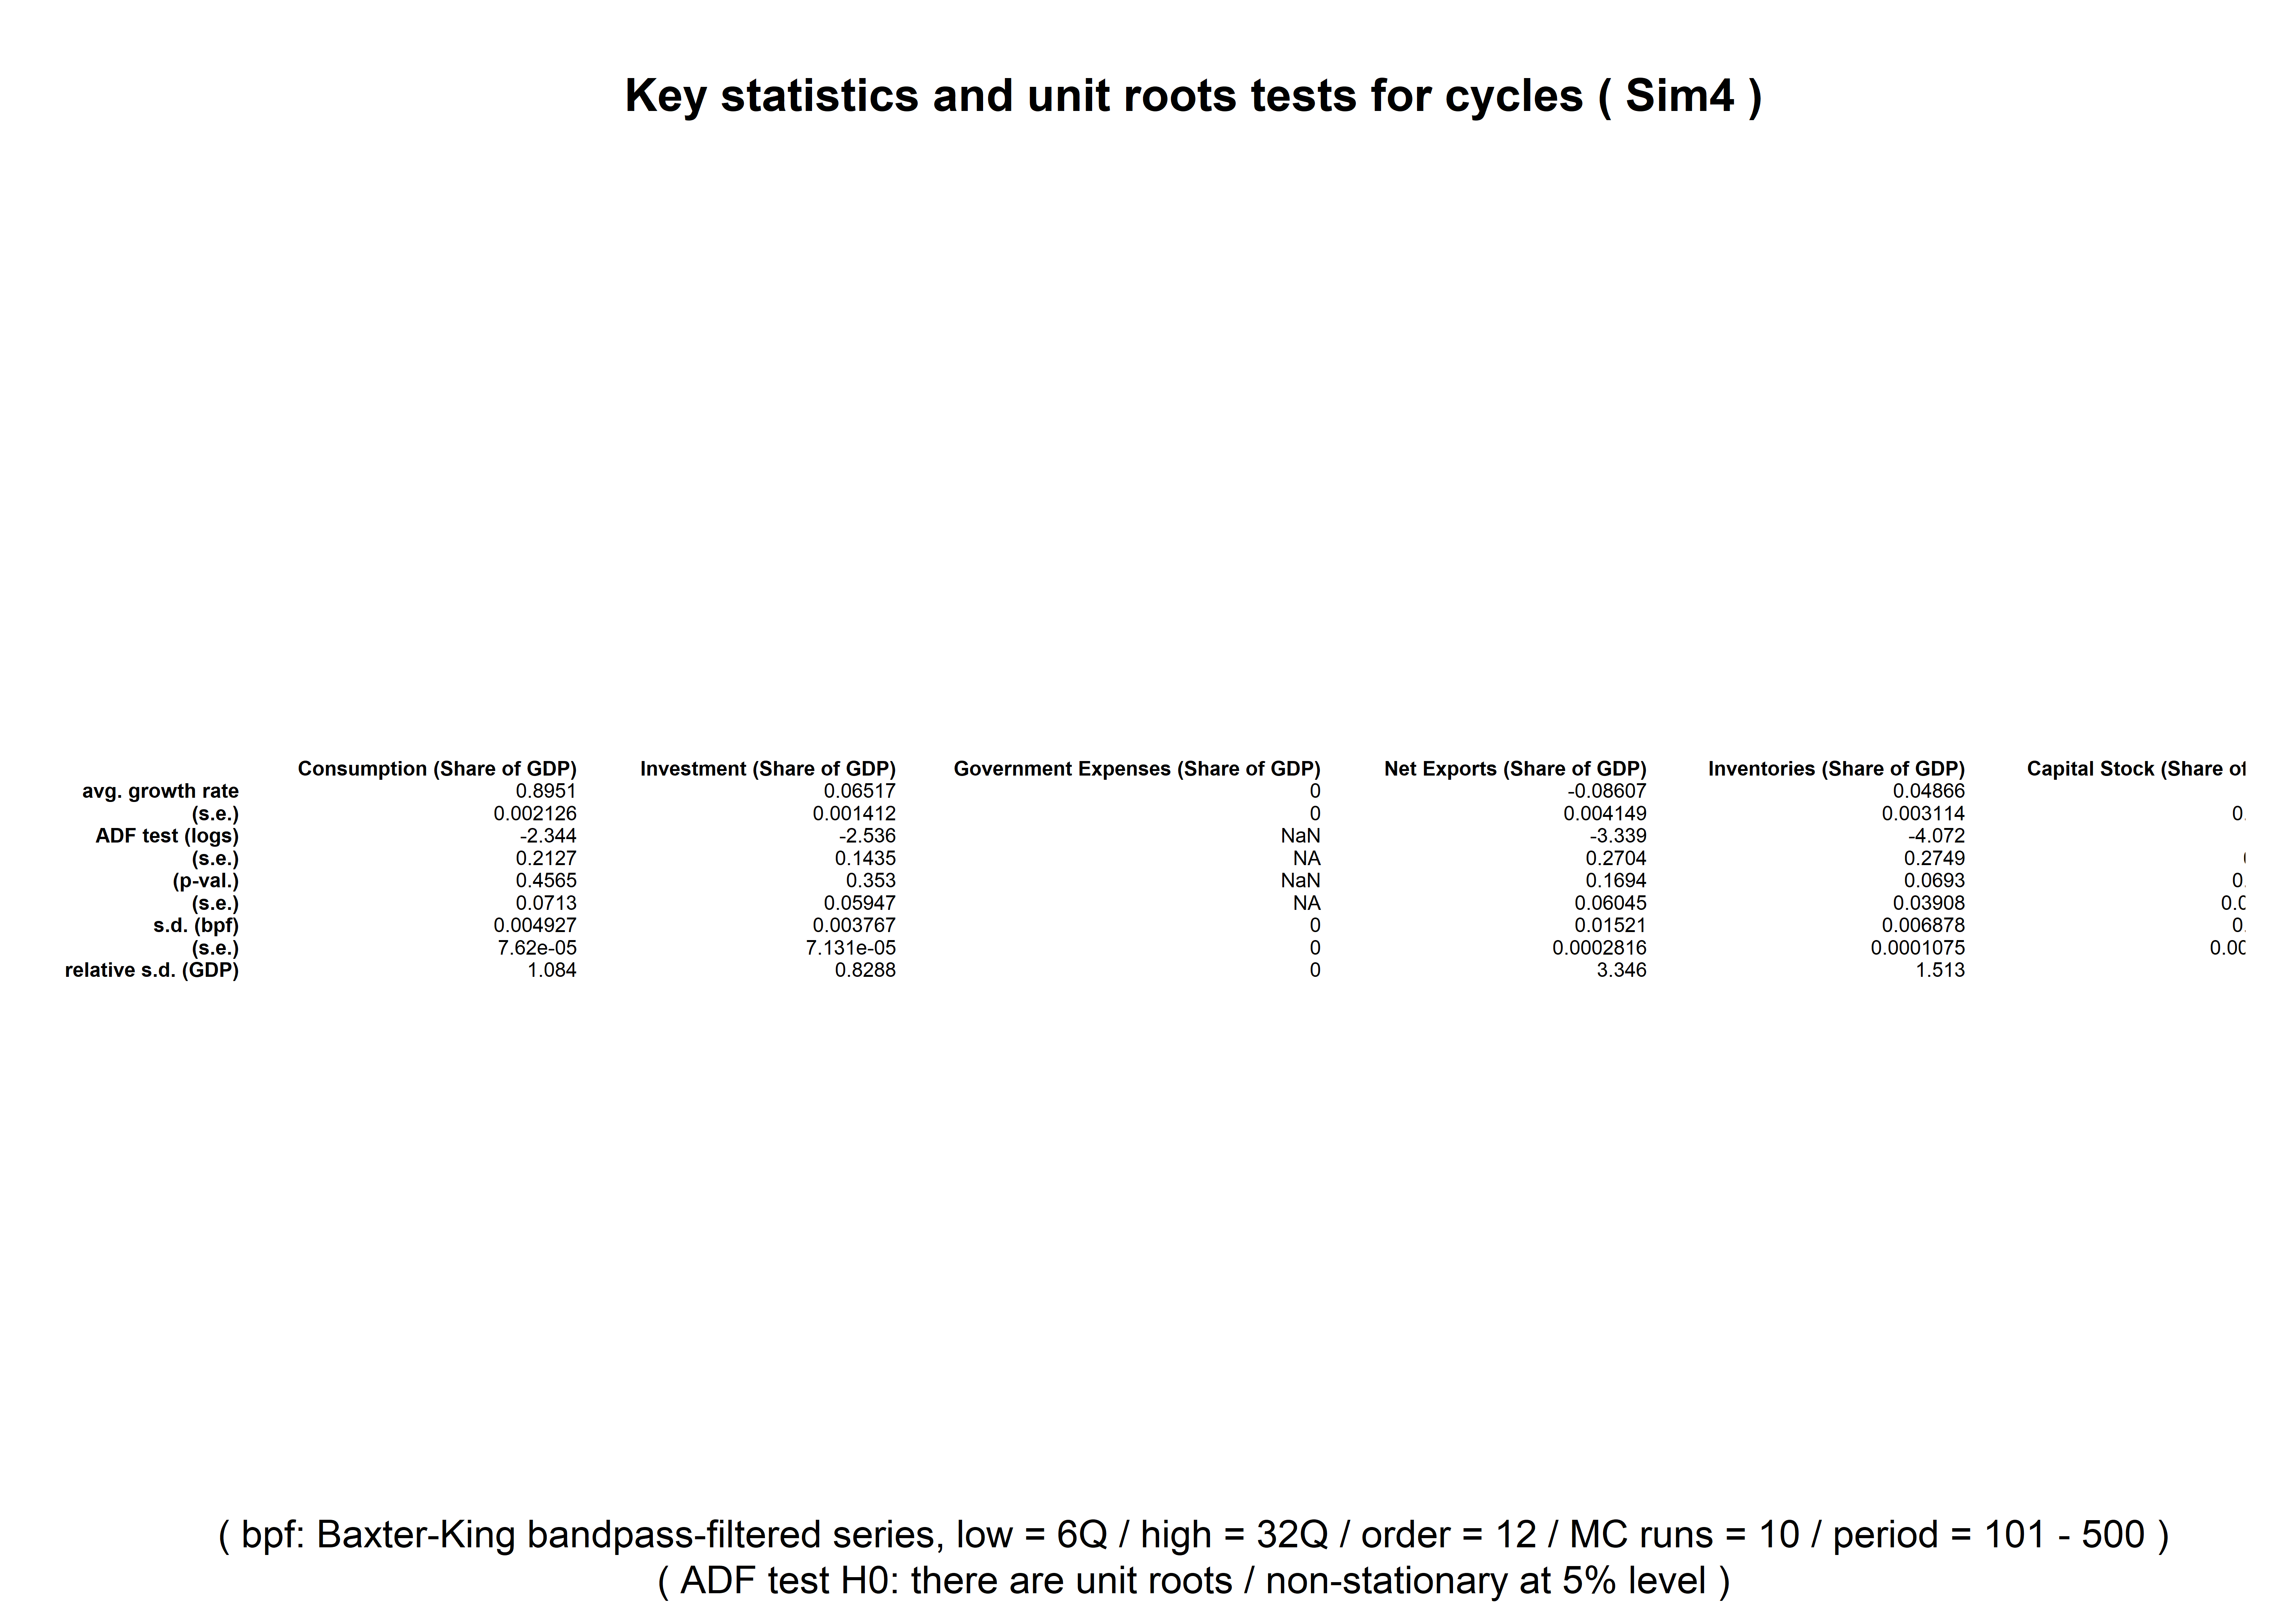 Key statistics and unit roots tests for cycles ( Sim4 )
Consumption (Share of GDP) Investment (Share of GDP) Government Expenses (Share of GDP) Net Exports (Share of GDP) Inventories (Share of GDP) Capital Stock (Share of
avg. growth rate 0.8951 0.06517 0 -0.08607 0.04866
(s.e.) 0.002126 0.001412 0 0.004149 0.003114 0.
ADF test (logs) -2.344 -2.536 NaN -3.339 -4.072
(s.e.) 0.2127 0.1435 NA 0.2704 0.2749
(p-val.) 0.4565 0.353 NaN 0.1694 0.0693 0.
(s.e.) 0.0713 0.05947 NA 0.06045 0.03908 0.0
s.d. (bpf) 0.004927 0.003767 0 0.01521 0.006878 0.
(s.e.) 7.62e-05 7.131e-05 0 0.0002816 0.0001075 0.00
relative s.d. (GDP) 1.084 0.8288 0 3.346 1.513
( bpf: Baxter-King bandpass-filtered series, low = 6Q / high = 32Q / order = 12 / MC runs = 10 / period = 101 - 500 )
( ADF test H0: there are unit roots / non-stationary at 5% level )